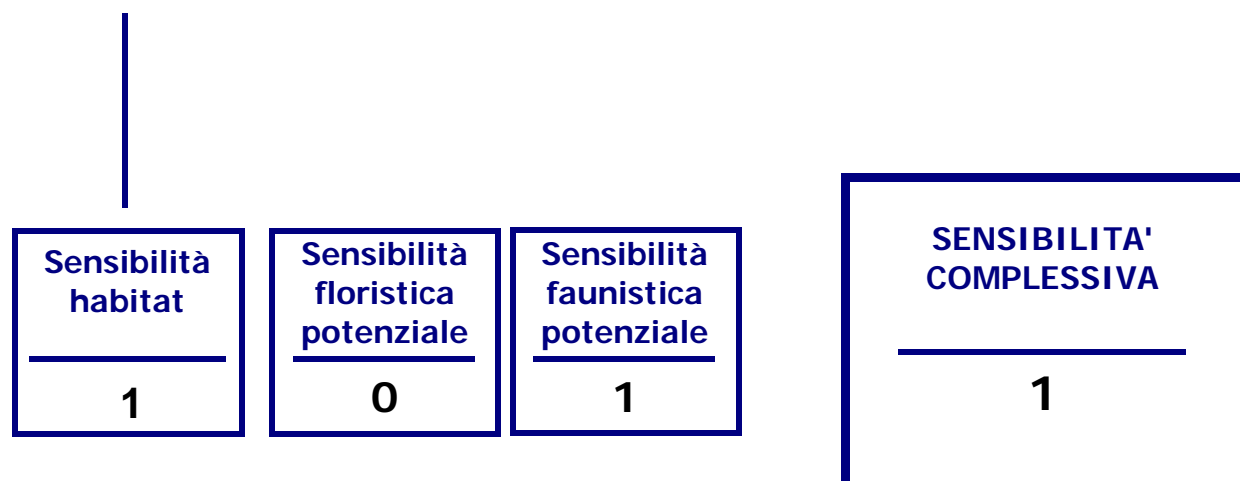 Sensibilità
habitat
1
Sensibilità
floristica
potenziale
0
Sensibilità
faunistica
potenziale
1
SENSIBILITA'
COMPLESSIVA
1